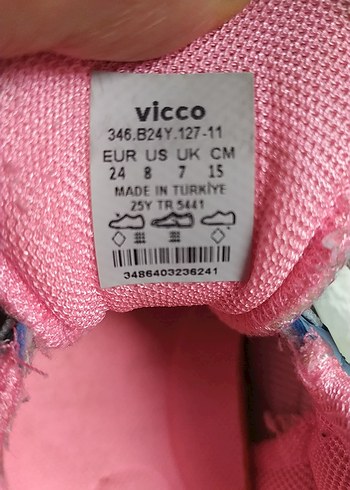 vicco
346.B24Y.127-11
EUR US UK CM
24 8 7 15
MADE IN TÜRKİYE
25Y TR 5441
3486403236241